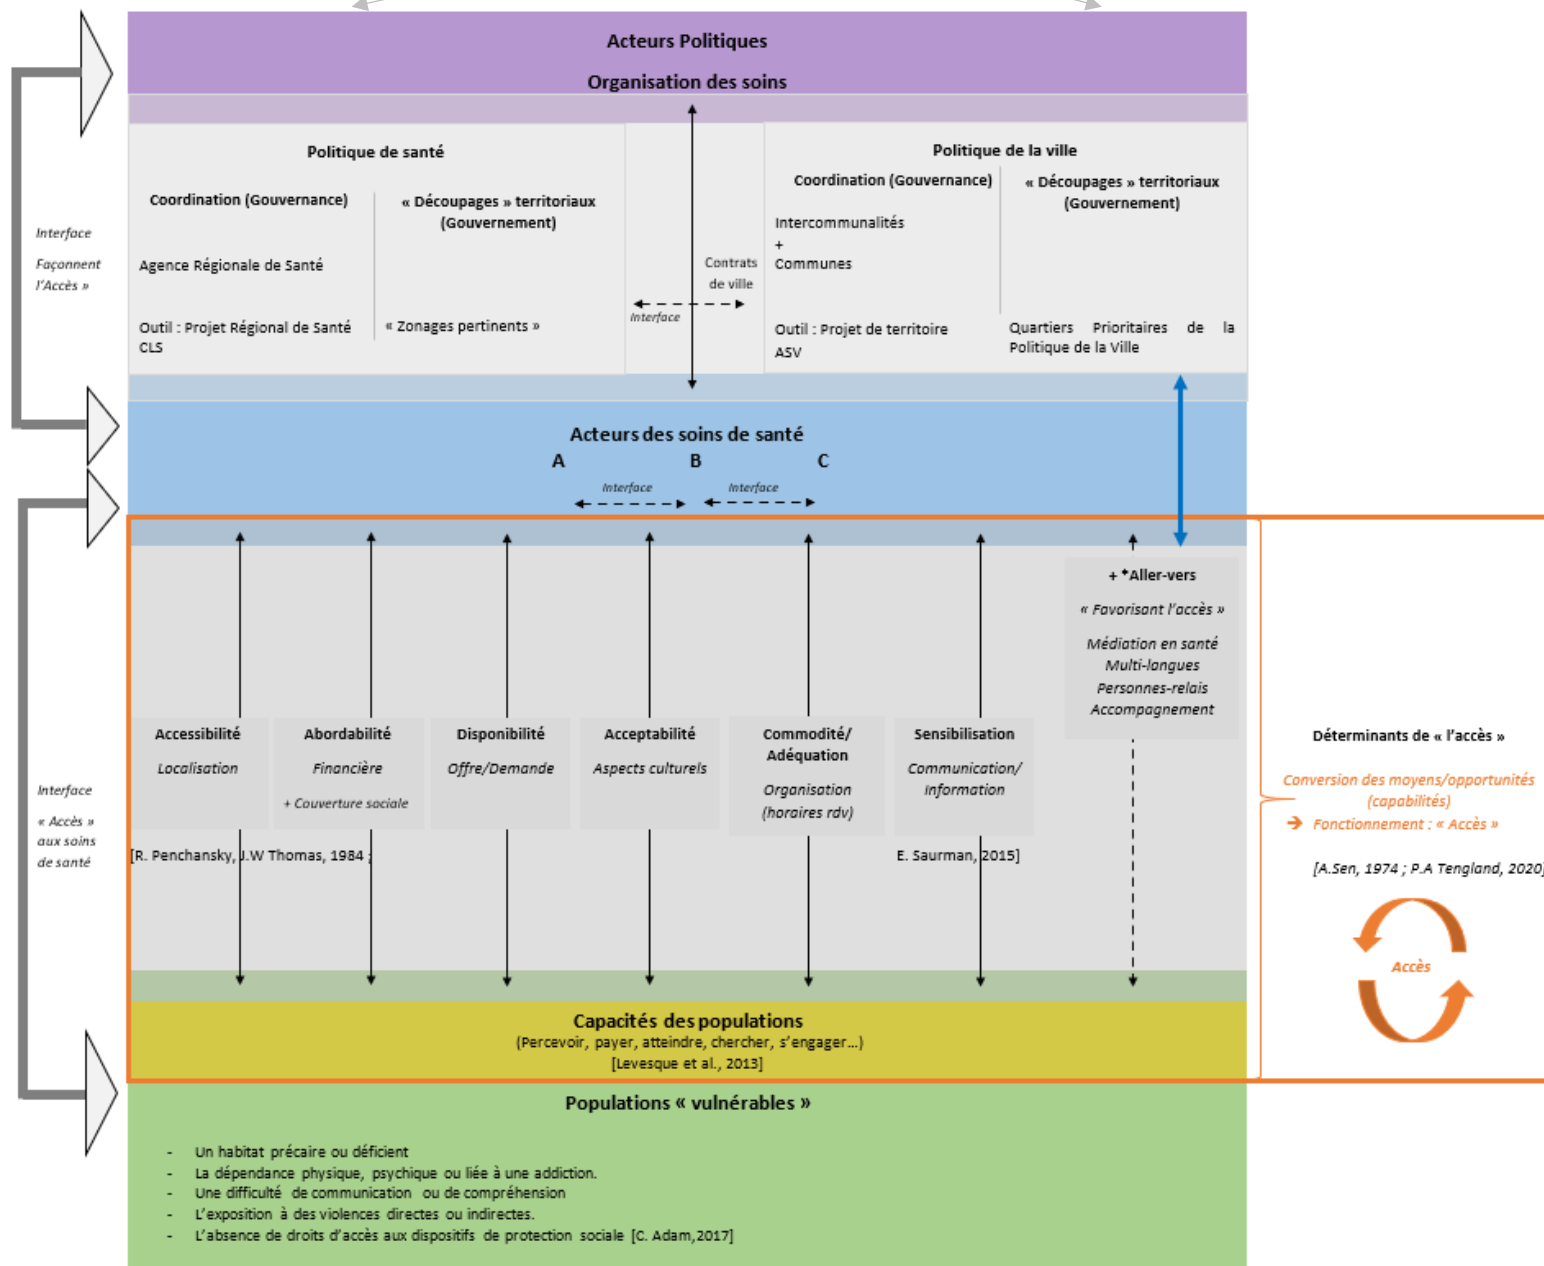 Acteurs Politiques
Organisation des soins
Interface
Façonnent
l'Accès »
Politique de santé
Coordination (Gouvernance)
« Découpages » territoriaux
(Gouvernement)
Agence Régionale de Santé
Outil : Projet Régional de Santé
CLS
« Zonages pertinents »
Contrats
de ville
Interface
Politique de la ville
Coordination (Gouvernance)
« Découpages » territoriaux
(Gouvernement)
Intercommunalités
+
Communes
Outil : Projet de territoire
ASV
Quartiers Prioritaires de la
Politique de la Ville
Acteurs des soins de santé
A B C
Interface Interface
Interface
« Accès »
aux soins
de santé
+ *Aller-vers
« Favorisant l'accès »
Médiation en santé
Multi-langues
Personnes-relais
Accompagnement
Accessibilité
Localisation
Abordabilité
Financière
+ Couverture sociale
Disponibilité
Offre/Demande
Acceptabilité
Aspects culturels
Commodité/
Adéquation
Organisation
(horaires rdv)
Sensibilisation
Communication/
Information
[R. Penchansky, J.W Thomas, 1984 ;
E. Saurman, 2015]
Déterminants de « l'accès »
Conversion des moyens/opportunités
(capabilités)
➔ Fonctionnement : « Accès »
[A.Sen, 1974 ; P.A Tengland, 2020]
Accès
Capacités des populations
(Percevoir, payer, atteindre, chercher, s'engager…)
[Levesque et al., 2013]
Populations « vulnérables »
- Un habitat précaire ou déficient
- La dépendance physique, psychique ou liée à une addiction.
- Une difficulté de communication ou de compréhension
- L'exposition à des violences directes ou indirectes.
- L'absence de droits d'accès aux dispositifs de protection sociale [C. Adam,2017]